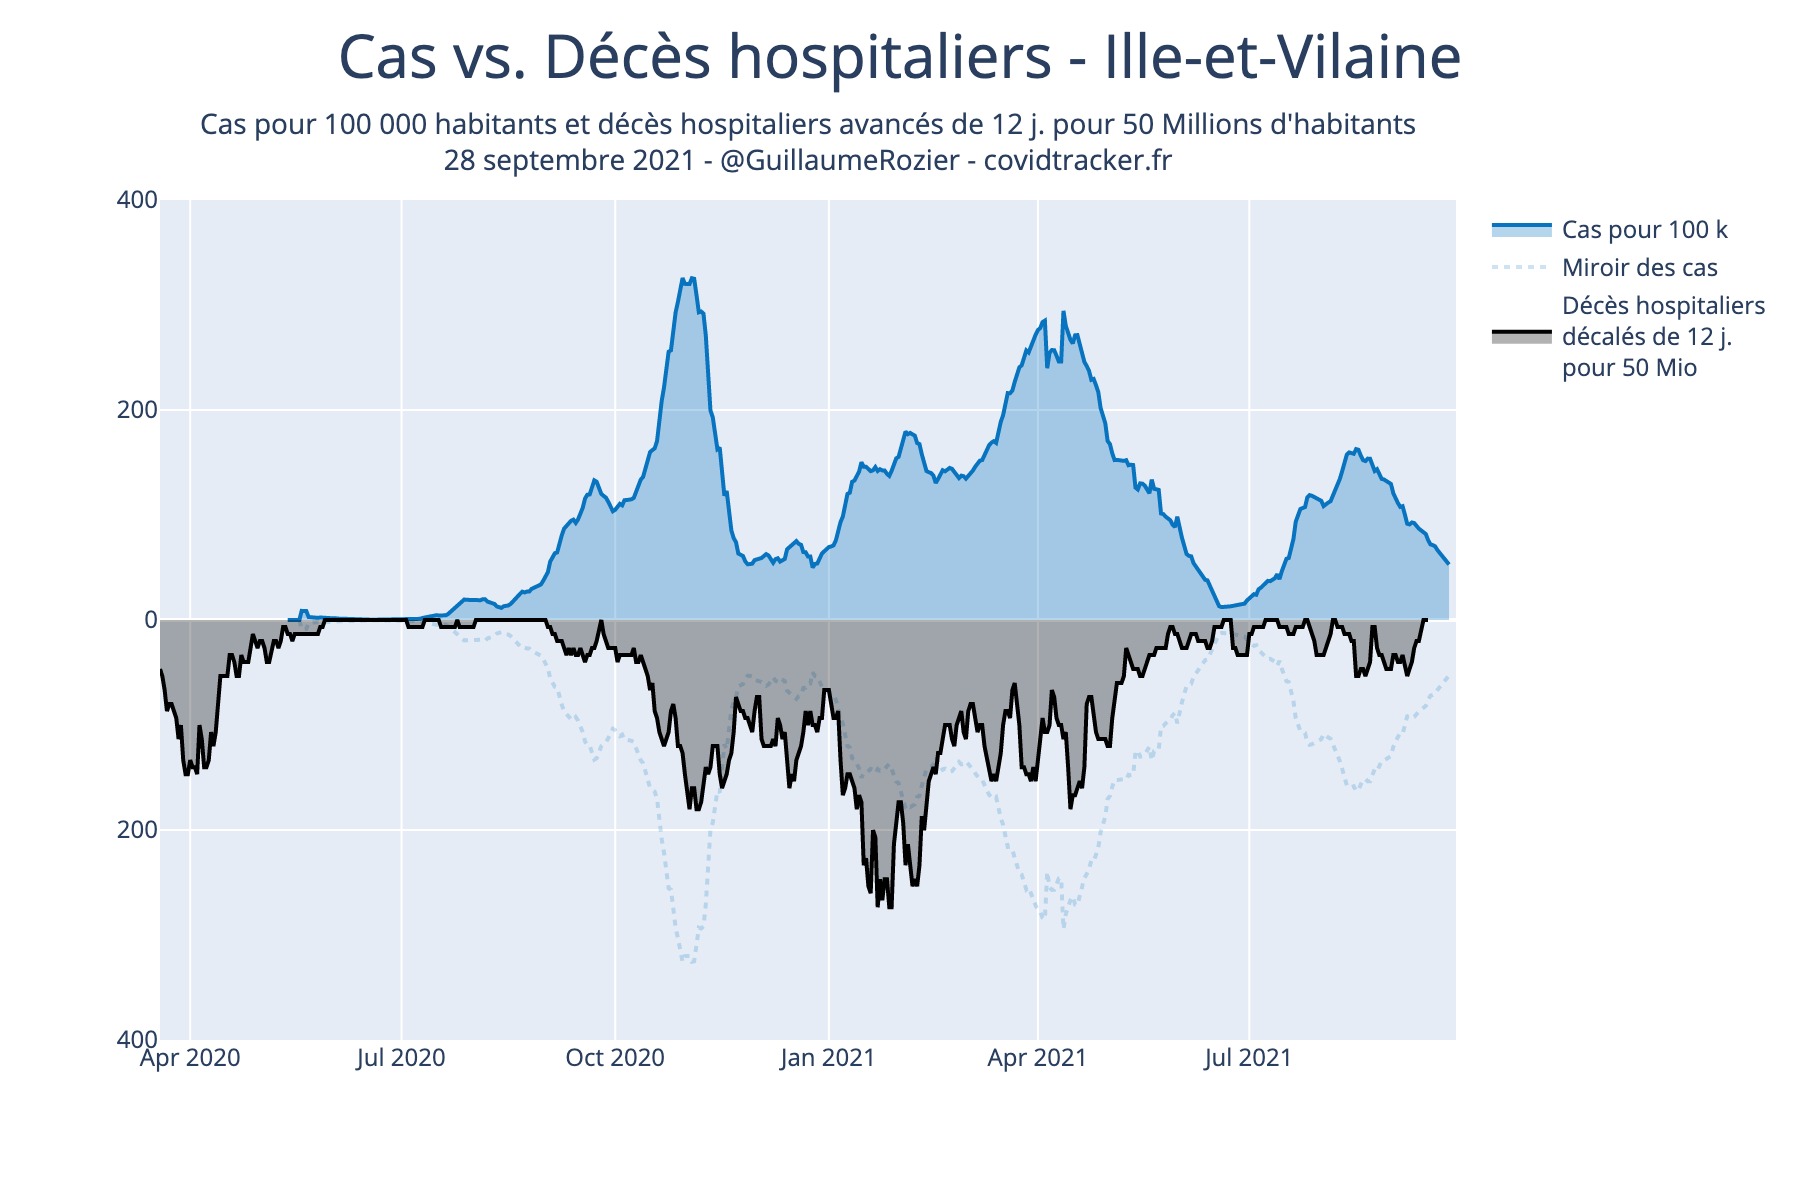 Cas vs. Décès hospitaliers - Ille-et-Vilaine
Cas pour 100 000 habitants et décès hospitaliers avancés de 12 j. pour 50 Millions d'habitants
28 septembre 2021 - @GuillaumeRozier - covidtracker.fr
400
200
0
200
400
Apr 2020
Jul 2020
Oct 2020
Jan 2021
Apr 2021
Jul 2021
Cas pour 100 k
Miroir des cas
Décès hospitaliers
décalés de 12 j.
pour 50 Mio